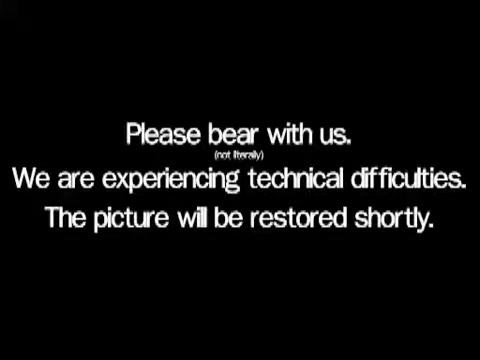 Please bear with us.
(not literally)
We are experiencing technical difficulties.
The picture will be restored shortly.